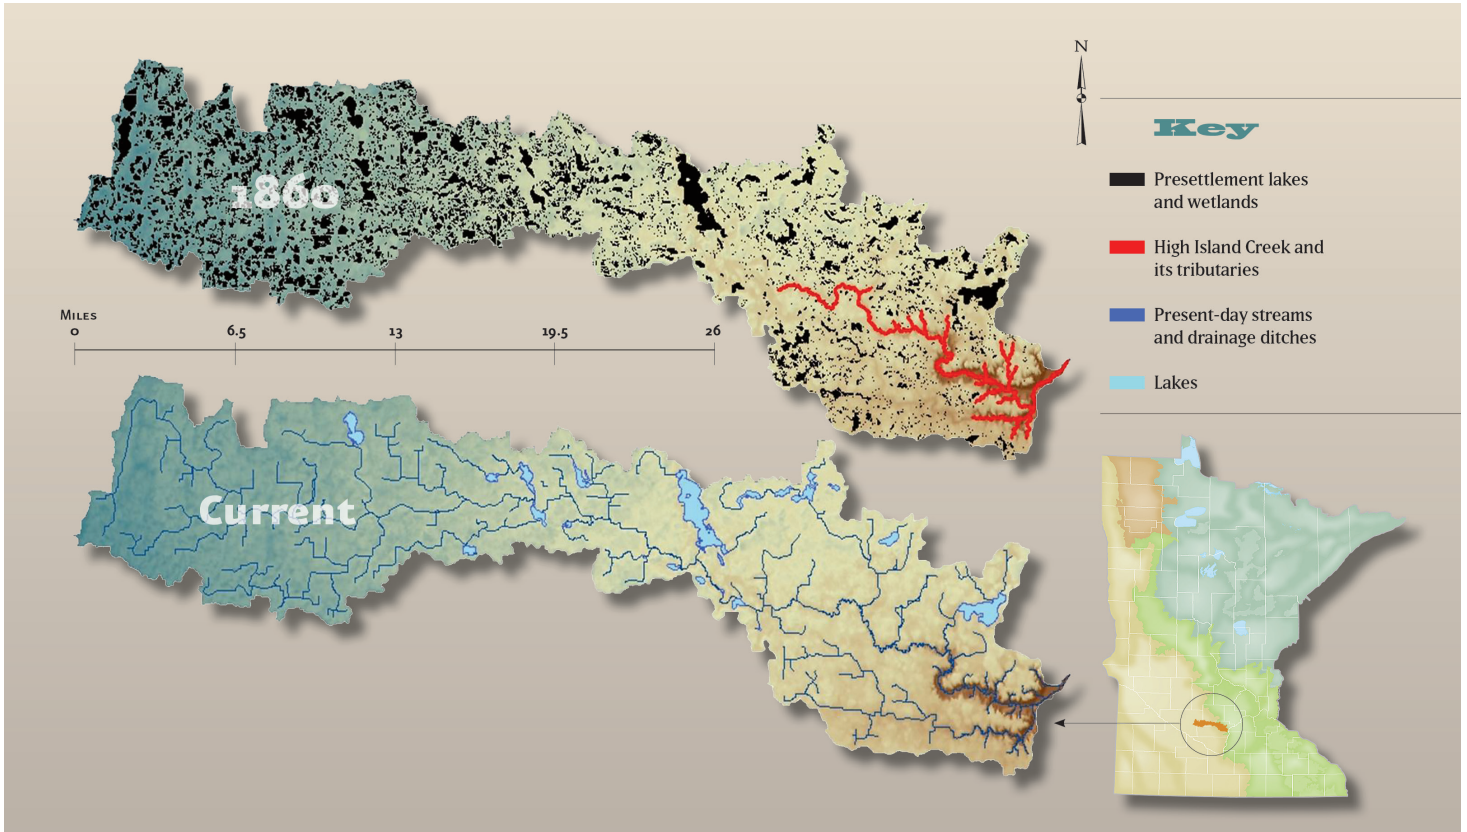 N
Key
Presettlement lakes
and wetlands
High Island Creek and
its tributaries
Present-day streams
and drainage ditches
Lakes
1860
Miles
0 6.5 13 19.5 26
Current